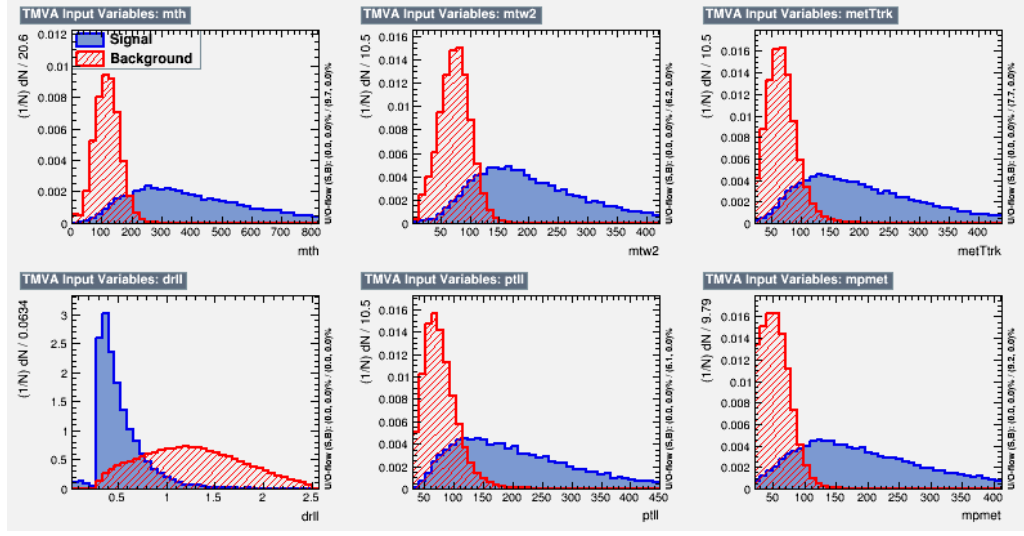 TMVA Input Variables: mth
(1/N) dN / 20.6
0.012
0.01
0.008
0.006
0.004
0.002
0
Signal
Background
0 100 200 300 400 500 600 700 800
mth
U/O-flow (S,B): (0.0, 0.0)% / (9.7, 0.0)%
TMVA Input Variables: mtw2
(1/N) dN / 10.5
0.016
0.014
0.012
0.01
0.008
0.006
0.004
0.002
0
50 100 150 200 250 300 350 400
mtw2
U/O-flow (S,B): (0.0, 0.0)% / (6.2, 0.0)%
TMVA Input Variables: metTtrk
(1/N) dN / 10.5
0.016
0.014
0.012
0.01
0.008
0.006
0.004
0.002
0
50 100 150 200 250 300 350 400
metTtrk
U/O-flow (S,B): (0.0, 0.0)% / (7.7, 0.0)%
TMVA Input Variables: drll
(1/N) dN / 0.0634
3
2.5
2
1.5
1
0.5
0
0.5 1 1.5 2 2.5
drll
U/O-flow (S,B): (0.0, 0.0)% / (0.0, 0.0)%
TMVA Input Variables: ptll
(1/N) dN / 10.5
0.016
0.014
0.012
0.01
0.008
0.006
0.004
0.002
0
50 100 150 200 250 300 350 400 450
ptll
U/O-flow (S,B): (0.0, 0.0)% / (6.1, 0.0)%
TMVA Input Variables: mpmet
(1/N) dN / 9.79
0.016
0.014
0.012
0.01
0.008
0.006
0.004
0.002
0
50 100 150 200 250 300 350 400
mpmet
U/O-flow (S,B): (0.0, 0.0)% / (9.2, 0.0)%